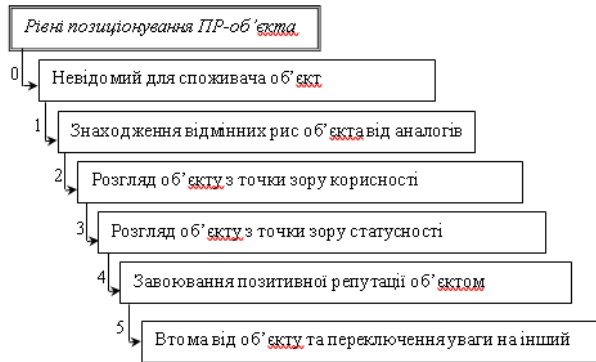 Рівні позиціонування ПР-об’єкта
0
Невідомий для споживача об’єкт
1
Знаходження відмінних рис об’єкта від аналогів
2
Розгляд об’єкту з точки зору корисності
3
Розгляд об’єкту з точки зору статусності
4
Завоювання позитивної репутації об’єктом
5
Втома від об’єкту та переключення уваги на інший